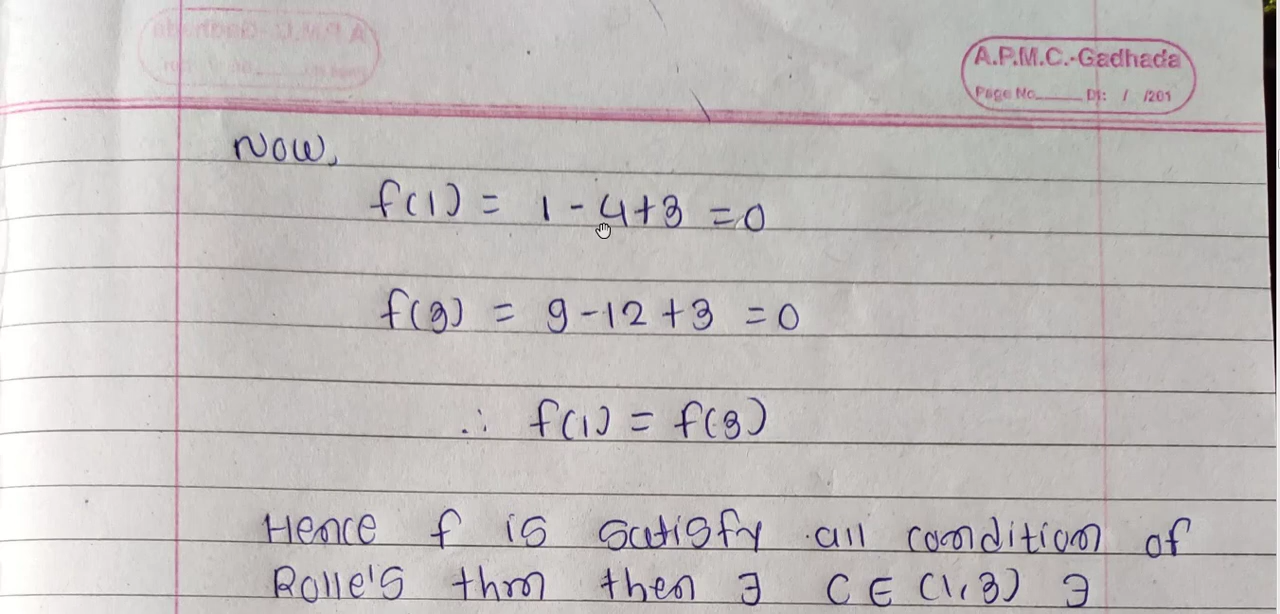 A.P.M.C.-Gadhada
Page No.____ Dt: / /201
Now,
f(1) = 1 - 4 + 3 = 0
f(3) = 9 - 12 + 3 = 0
∴ f(1) = f(3)
Hence f is satisfy all condition of
Rolle's thm then ∃ C ∈ (1,3) ∋